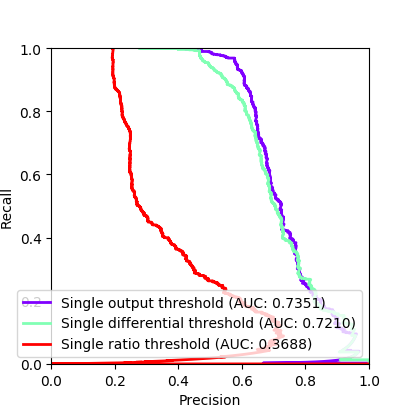 1.0
0.8
0.6
0.4
0.2
0.0
Recall
Single output threshold (AUC: 0.7351)
Single differential threshold (AUC: 0.7210)
Single ratio threshold (AUC: 0.3688)
0.0 0.2 0.4 0.6 0.8 1.0
Precision